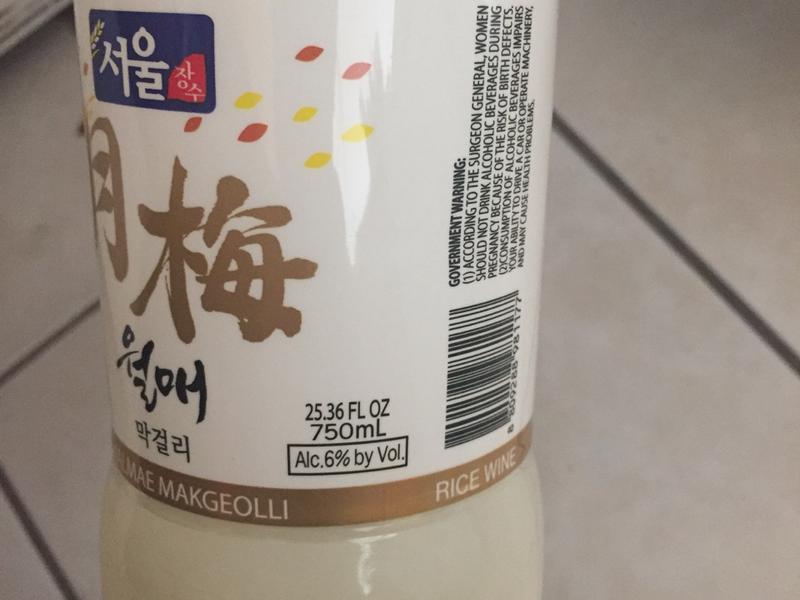 서울
장수
月梅
월매
막걸리
25.36 FL OZ
750mL
Alc.6% by Vol.
MAE MAKGEOLLI
RICE WINE
GOVERNMENT WARNING:
(1) ACCORDING TO THE SURGEON GENERAL, WOMEN
SHOULD NOT DRINK ALCOHOLIC BEVERAGES DURING
PREGNANCY BECAUSE OF THE RISK OF BIRTH DEFECTS.
(2)CONSUMPTION OF ALCOHOLIC BEVERAGES IMPAIRS
YOUR ABILITY TO DRIVE A CAR OR OPERATE MACHINERY,
AND MAY CAUSE HEALTH PROBLEMS.